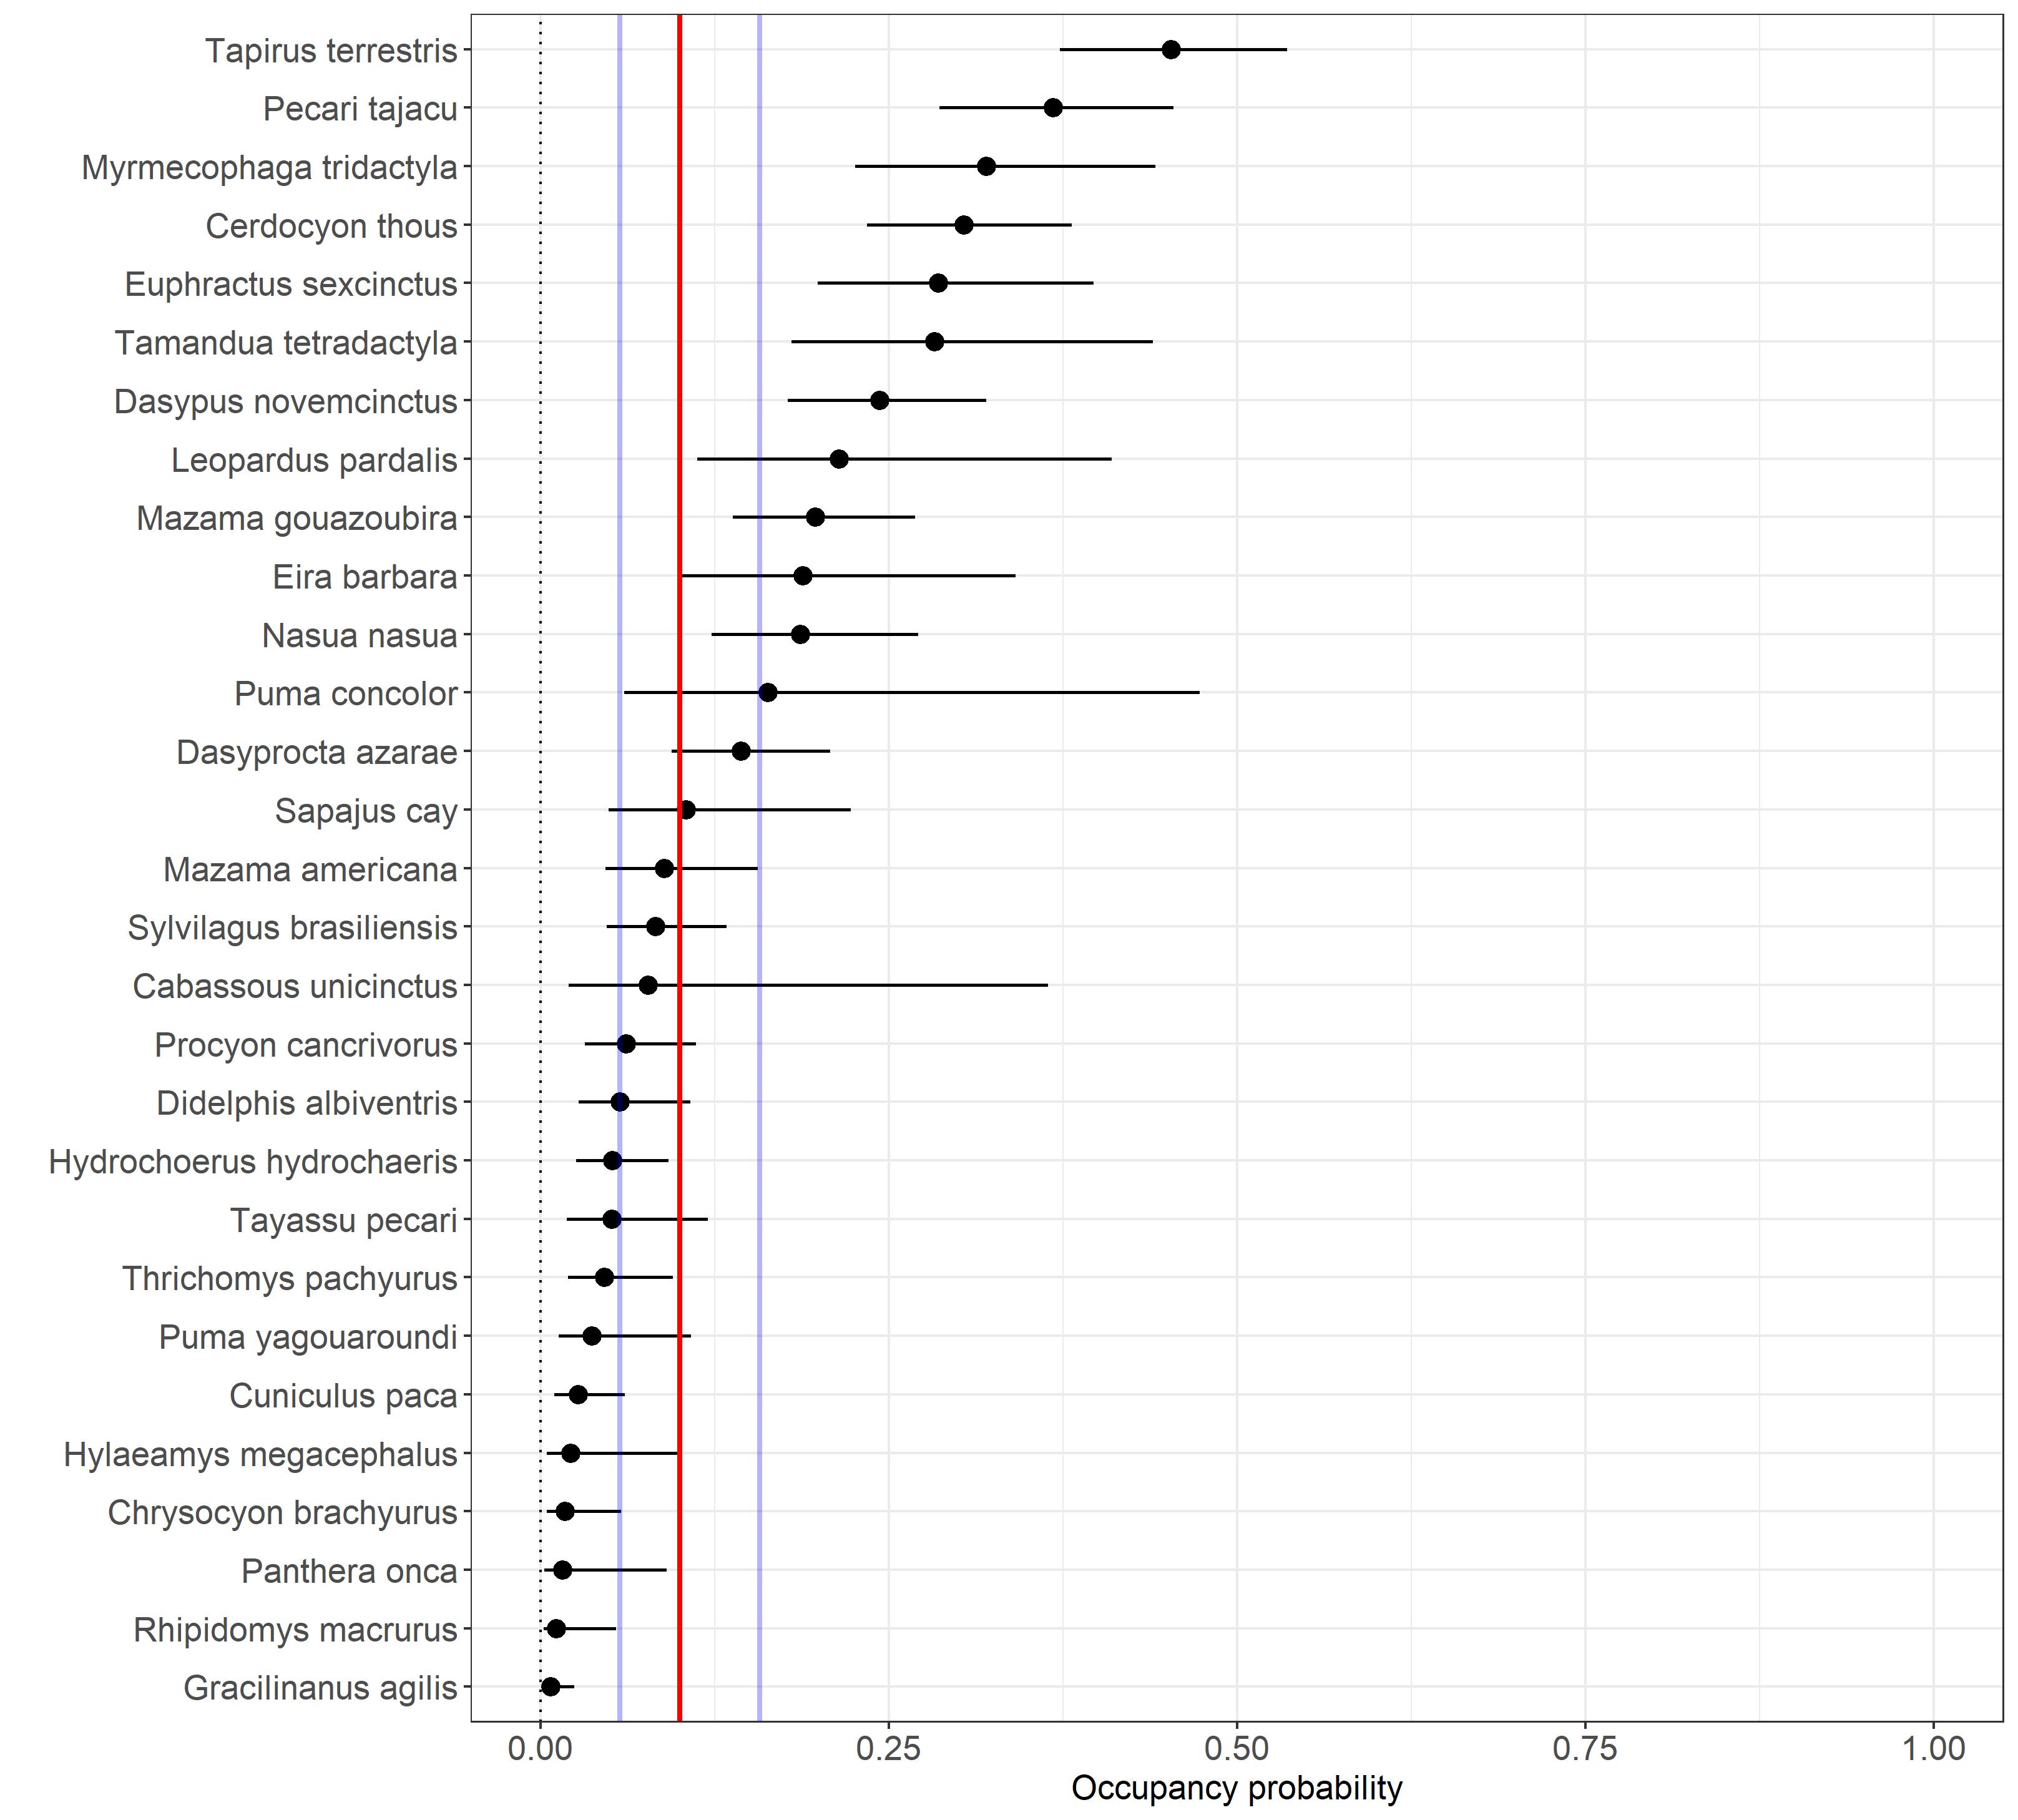 Tapirus terrestris
Pecari tajacu
Myrmecophaga tridactyla
Cerdocyon thous
Euphractus sexcinctus
Tamandua tetradactyla
Dasypus novemcinctus
Leopardus pardalis
Mazama gouazoubira
Eira barbara
Nasua nasua
Puma concolor
Dasyprocta azarae
Sapajus cay
Mazama americana
Sylvilagus brasiliensis
Cabassous unicinctus
Procyon cancrivorus
Didelphis albiventris
Hydrochoerus hydrochaeris
Tayassu pecari
Thrichomys pachyurus
Puma yagouaroundi
Cuniculus paca
Hylaeamys megacephalus
Chrysocyon brachyurus
Panthera onca
Rhipidomys macrurus
Gracilinanus agilis
0.00 0.25 0.50 0.75 1.00
Occupancy probability